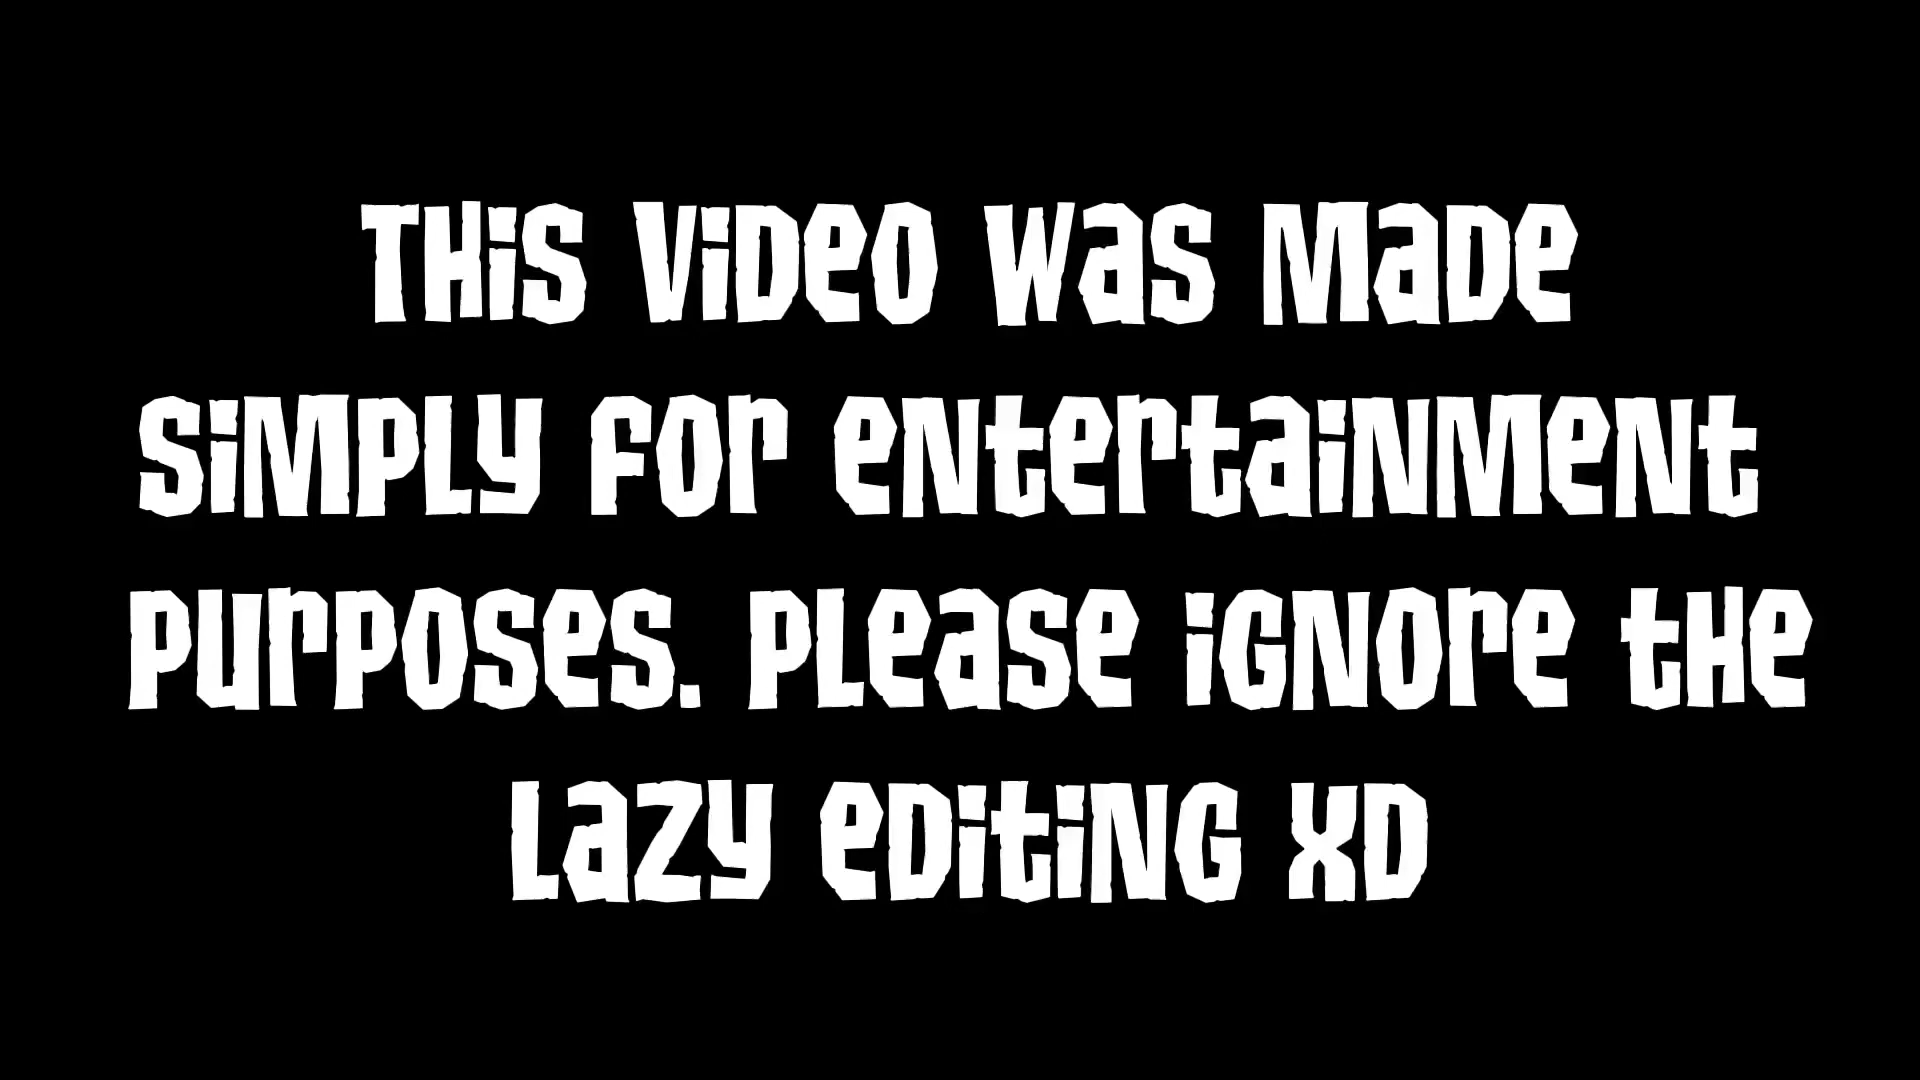 THiS ViDeO Was MaDe
SiMPLy FOr eNtertaiNMeNt
PUrPOses. PLease iGNOre tHe
Lazy eDitiNG XD